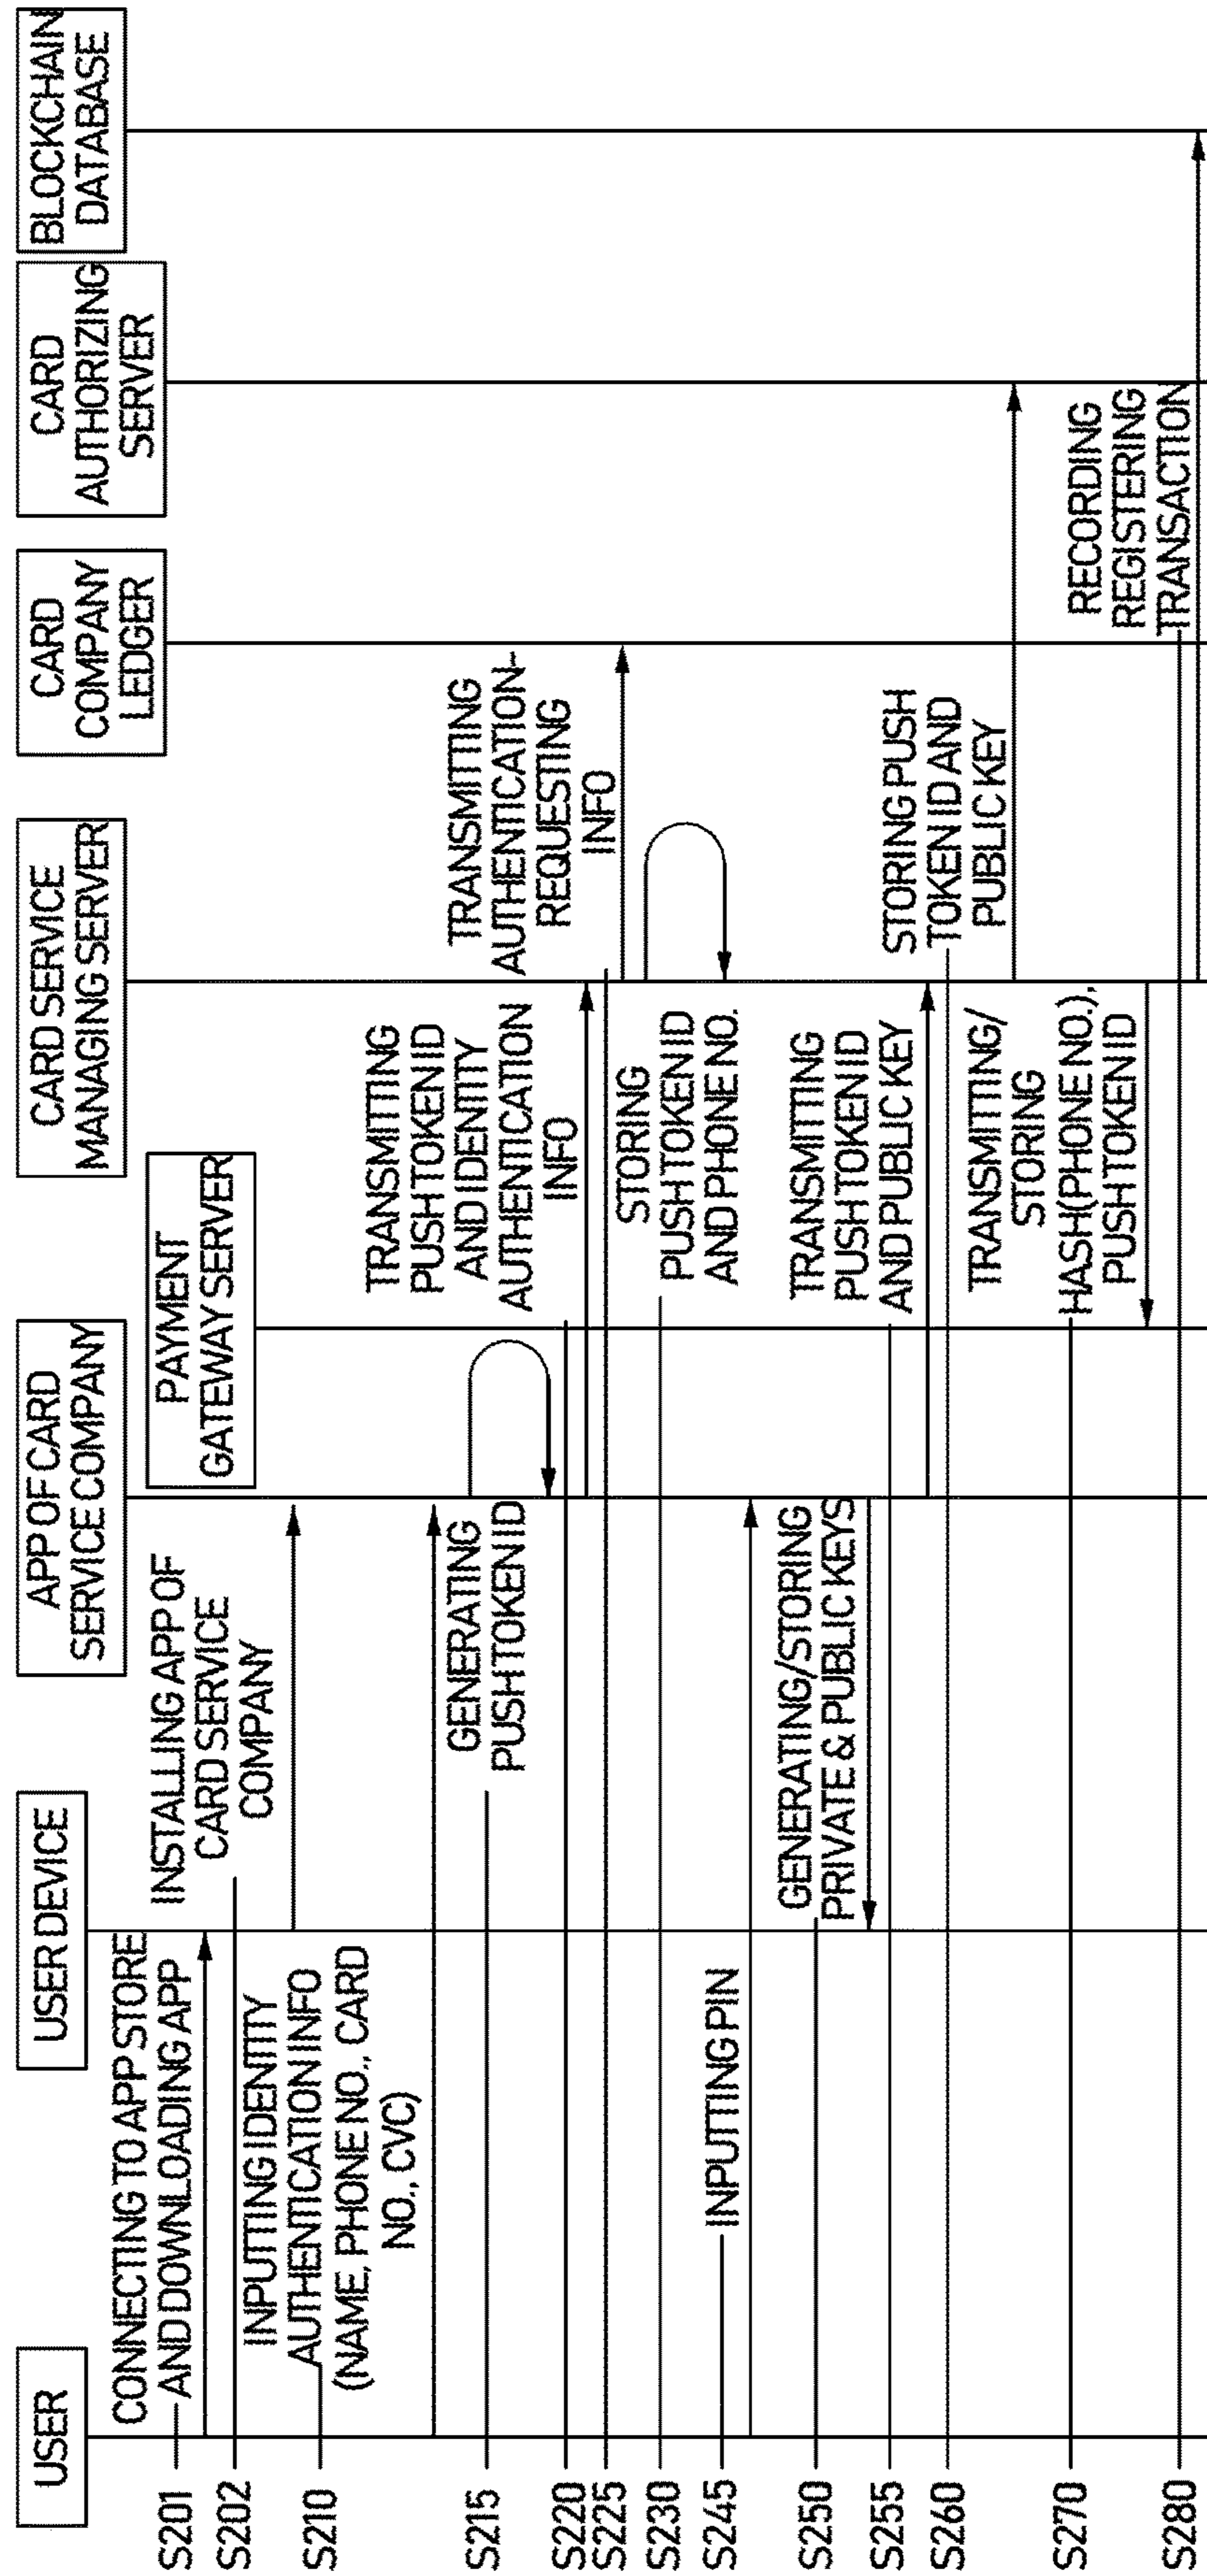 USER
USER DEVICE
APP OF CARD
SERVICE COMPANY
PAYMENT
GATEWAY SERVER
CARD SERVICE
MANAGING SERVER
CARD
COMPANY
LEDGER
CARD
AUTHORIZING
SERVER
BLOCKCHAIN
DATABASE
S201
CONNECTING TO APP STORE
AND DOWNLOADING APP
S202
INSTALLING APP OF
CARD SERVICE
COMPANY
S210
INPUTTING IDENTITY
AUTHENTICATION INFO
(NAME, PHONE NO., CARD
NO., CVC)
S215
GENERATING
PUSH TOKEN ID
S220
TRANSMITTING
PUSH TOKEN ID
AND IDENTITY
AUTHENTICATION
INFO
S225
TRANSMITTING
AUTHENTICATION-
REQUESTING
INFO
S230
STORING
PUSH TOKEN ID
AND PHONE NO.
S245
INPUTTING PIN
S250
GENERATING/STORING
PRIVATE & PUBLIC KEYS
S255
TRANSMITTING
PUSH TOKEN ID
AND PUBLIC KEY
S260
STORING PUSH
TOKEN ID AND
PUBLIC KEY
S270
TRANSMITTING/
STORING
HASH(PHONE NO.),
PUSH TOKEN ID
S280
RECORDING
REGISTERING
TRANSACTION